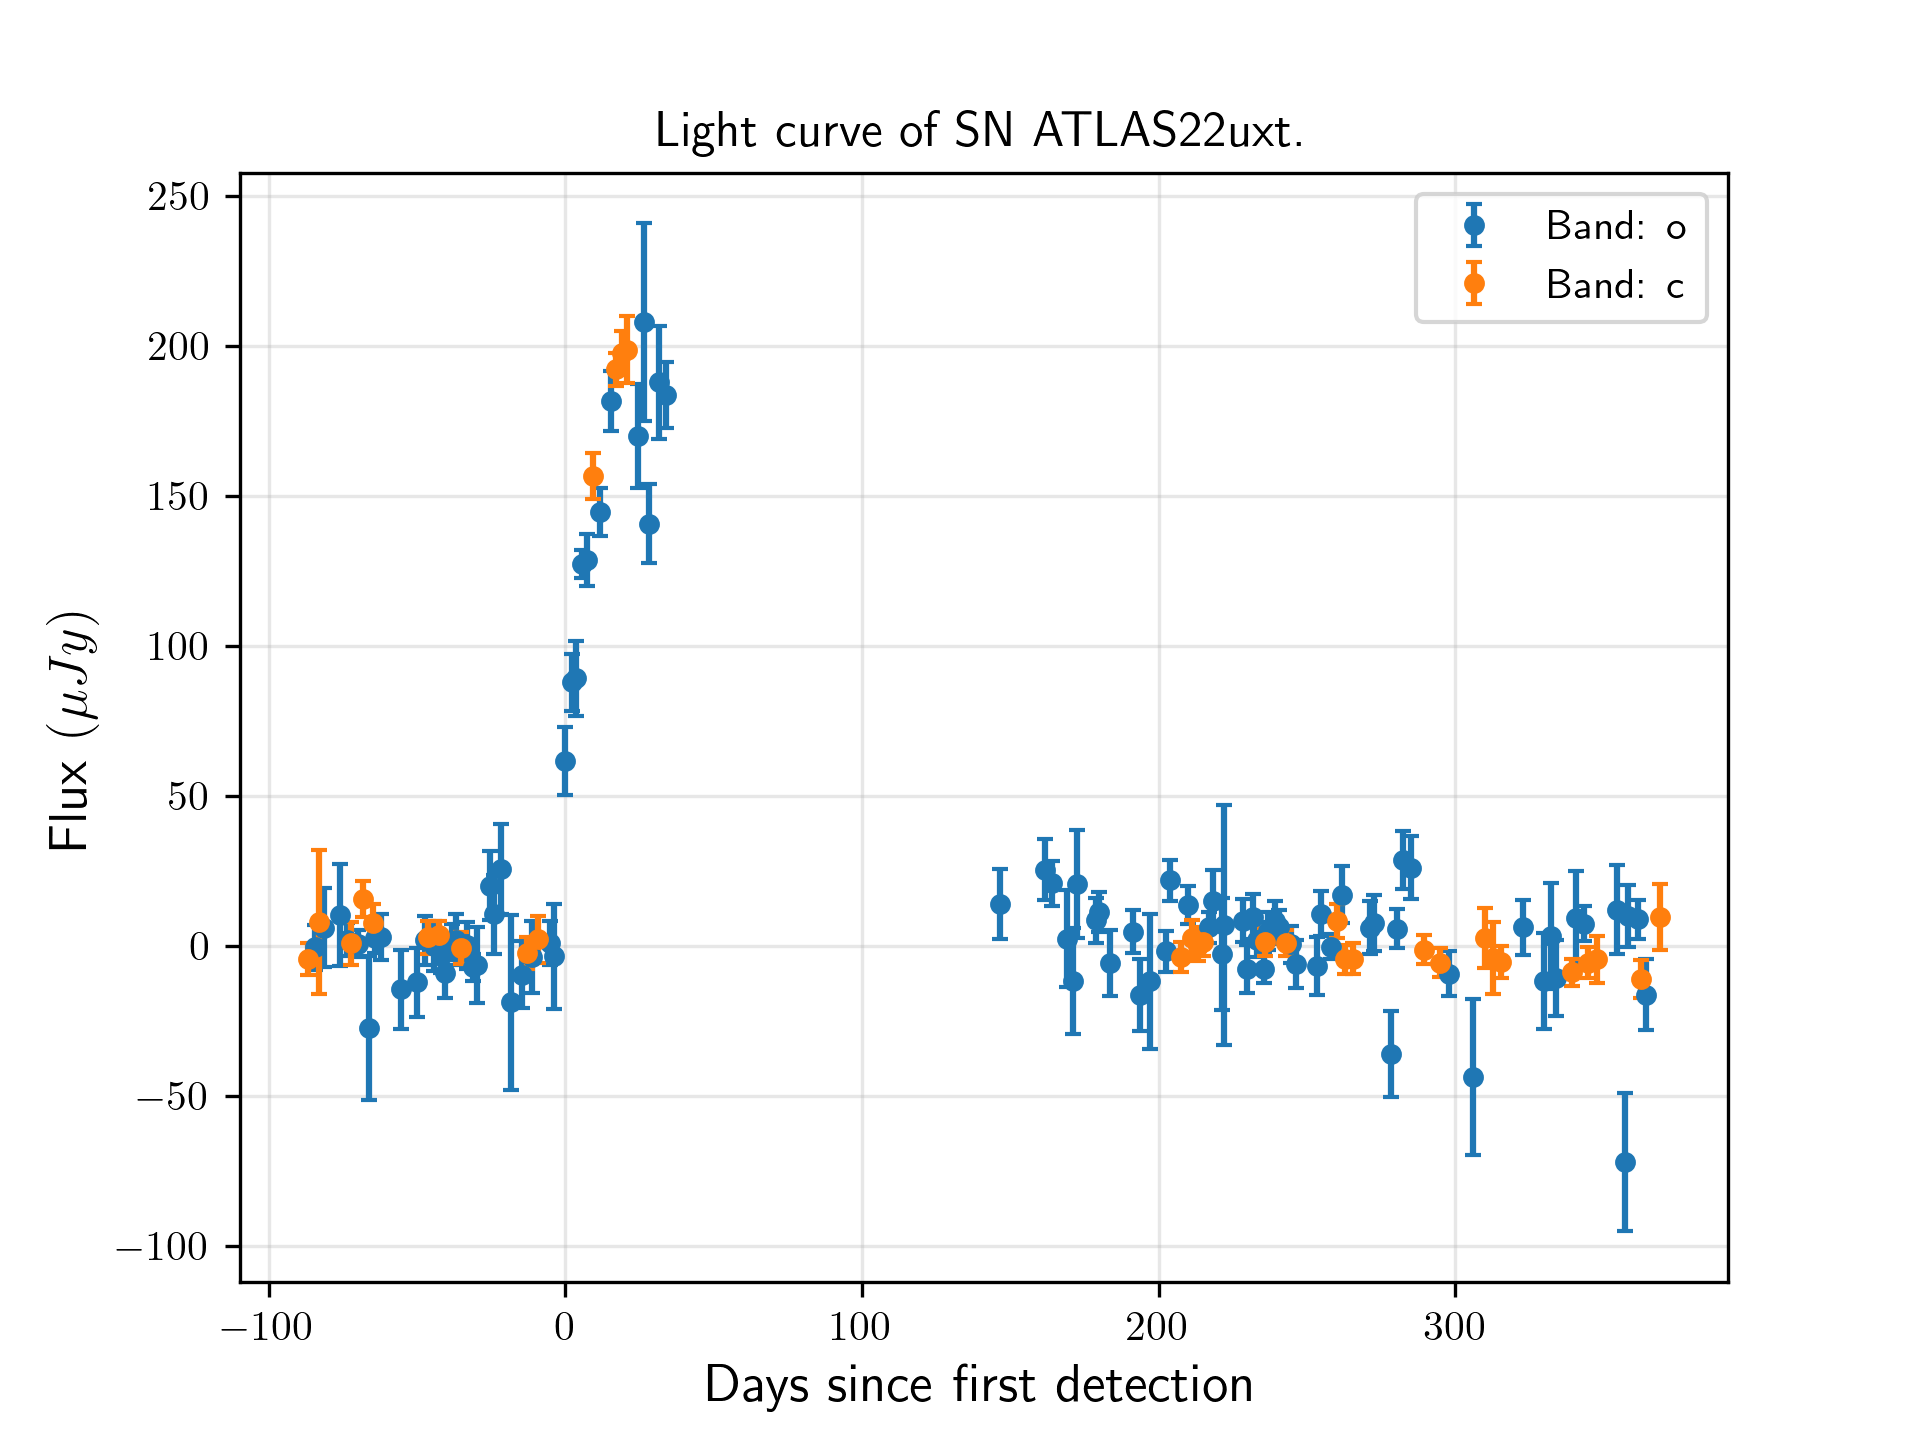 Light curve of SN ATLAS22uxt.
250
200
150
100
50
0
−50
−100
Flux (μJy)
Band: o
Band: c
−100
0
100
200
300
Days since first detection